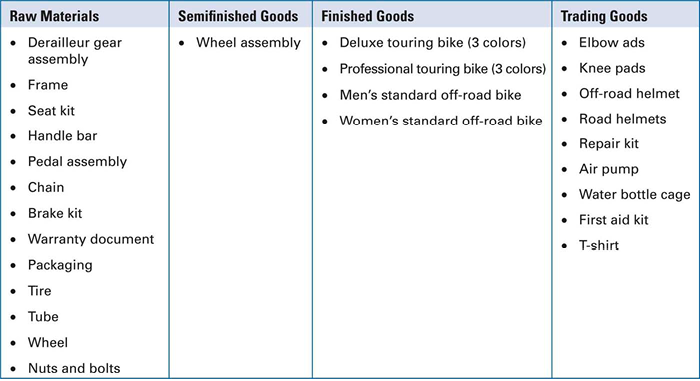 Raw Materials
Derailleur gear
assembly
Frame
Seat kit
Handle bar
Pedal assembly
Chain
Brake kit
Warranty document
Packaging
Tire
Tube
Wheel
Nuts and bolts
Semifinished Goods
Wheel assembly
Finished Goods
Deluxe touring bike (3 colors)
Professional touring bike (3 colors)
Men's standard off-road bike
Women's standard off-road bike
Trading Goods
Elbow ads
Knee pads
Off-road helmet
Road helmets
Repair kit
Air pump
Water bottle cage
First aid kit
T-shirt